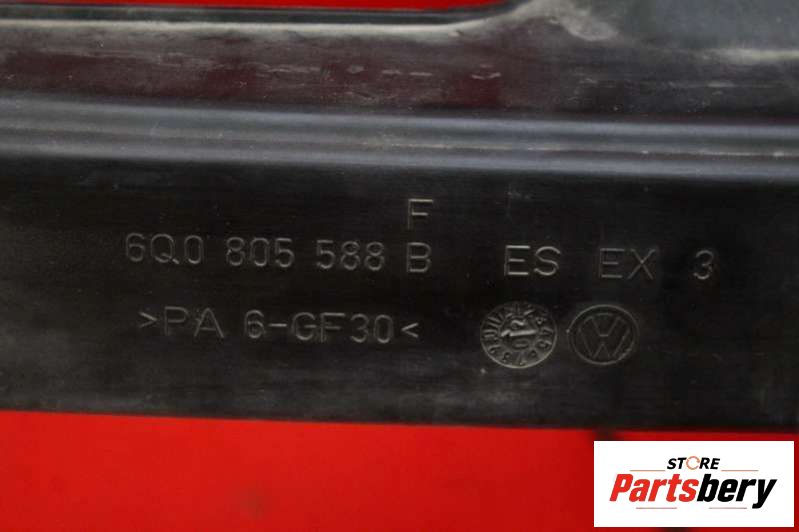 F
6Q0 805 588 B ES EX 3
>PA 6-GF30<
STORE
Partsbery